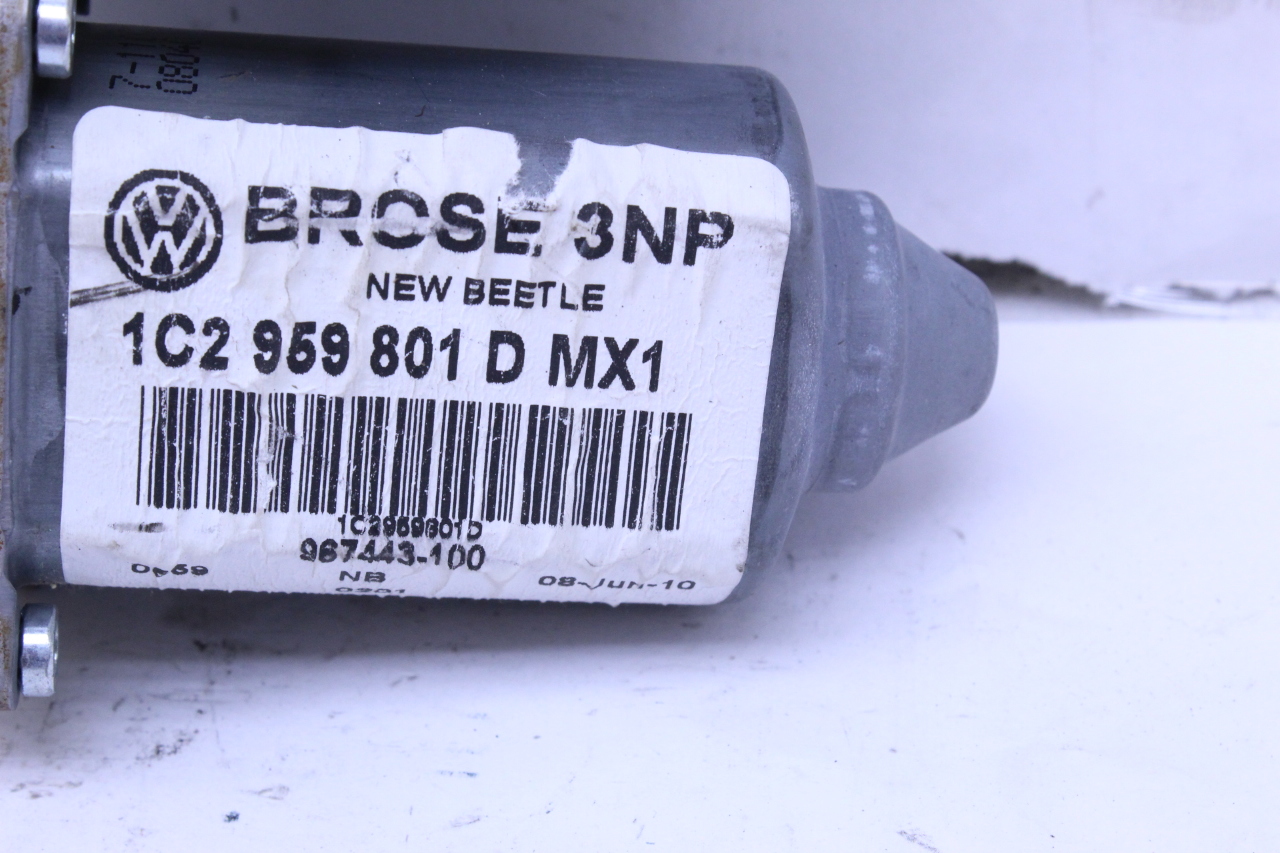 BROSE 3NP
NEW BEETLE
1C2 959 801 D MX1
1C2959801D
967443-100
NB
08-Jun-10